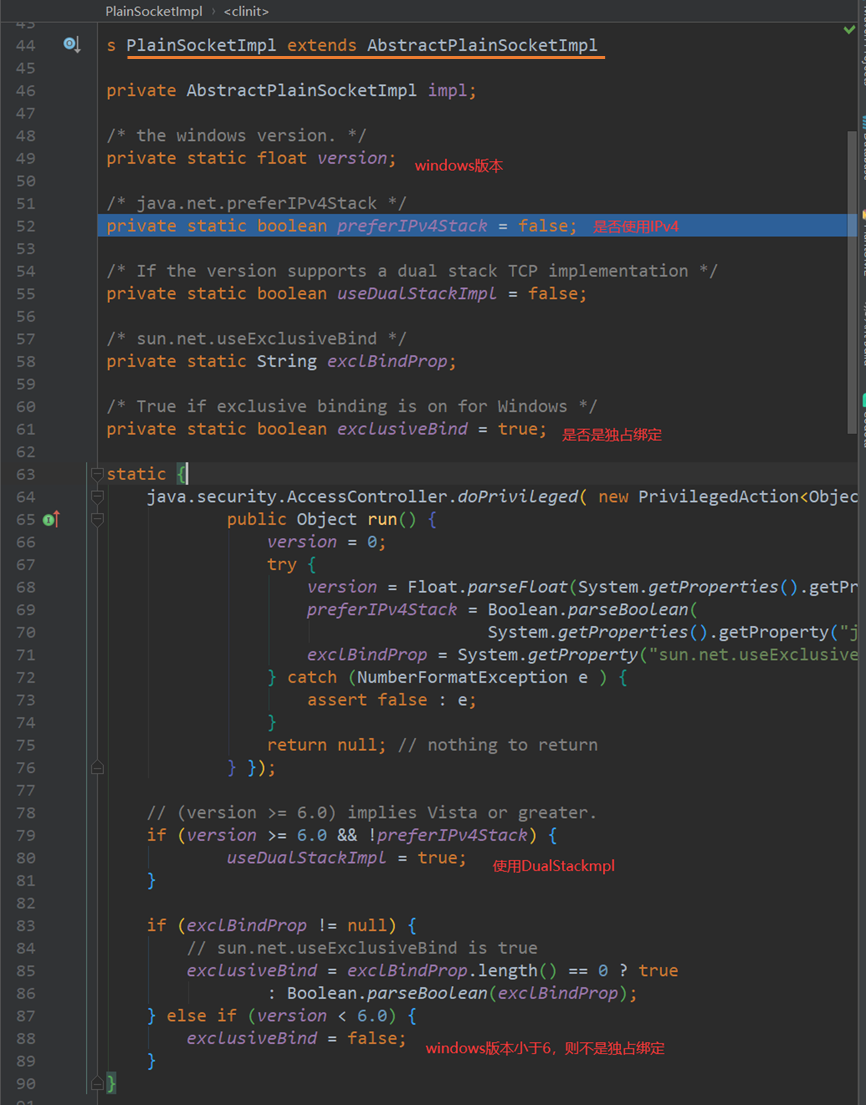 PlainSocketImpl › <clinit>
43
44 s PlainSocketImpl extends AbstractPlainSocketImpl
45
46 private AbstractPlainSocketImpl impl;
47
48 /* the windows version. */
49 private static float version; windows版本
50
51 /* java.net.preferIPv4Stack */
52 private static boolean preferIPv4Stack = false; 是否使用IPv4
53
54 /* If the version supports a dual stack TCP implementation */
55 private static boolean useDualStackImpl = false;
56
57 /* sun.net.useExclusiveBind */
58 private static String exclBindProp;
59
60 /* True if exclusive binding is on for Windows */
61 private static boolean exclusiveBind = true; 是否是独占绑定
62
63 static {
64 java.security.AccessController.doPrivileged( new PrivilegedAction<Objec
65 public Object run() {
66 version = 0;
67 try {
68 version = Float.parseFloat(System.getProperties().getPr
69 preferIPv4Stack = Boolean.parseBoolean(
70 System.getProperties().getProperty("j
71 exclBindProp = System.getProperty("sun.net.useExclusive
72 } catch (NumberFormatException e ) {
73 assert false : e;
74 }
75 return null; // nothing to return
76 } });
77
78 // (version >= 6.0) implies Vista or greater.
79 if (version >= 6.0 && !preferIPv4Stack) {
80 useDualStackImpl = true; 使用DualStackmpl
81 }
82
83 if (exclBindProp != null) {
84 // sun.net.useExclusiveBind is true
85 exclusiveBind = exclBindProp.length() == 0 ? true
86 : Boolean.parseBoolean(exclBindProp);
87 } else if (version < 6.0) {
88 exclusiveBind = false; windows版本小于6，则不是独占绑定
89 }
90 }